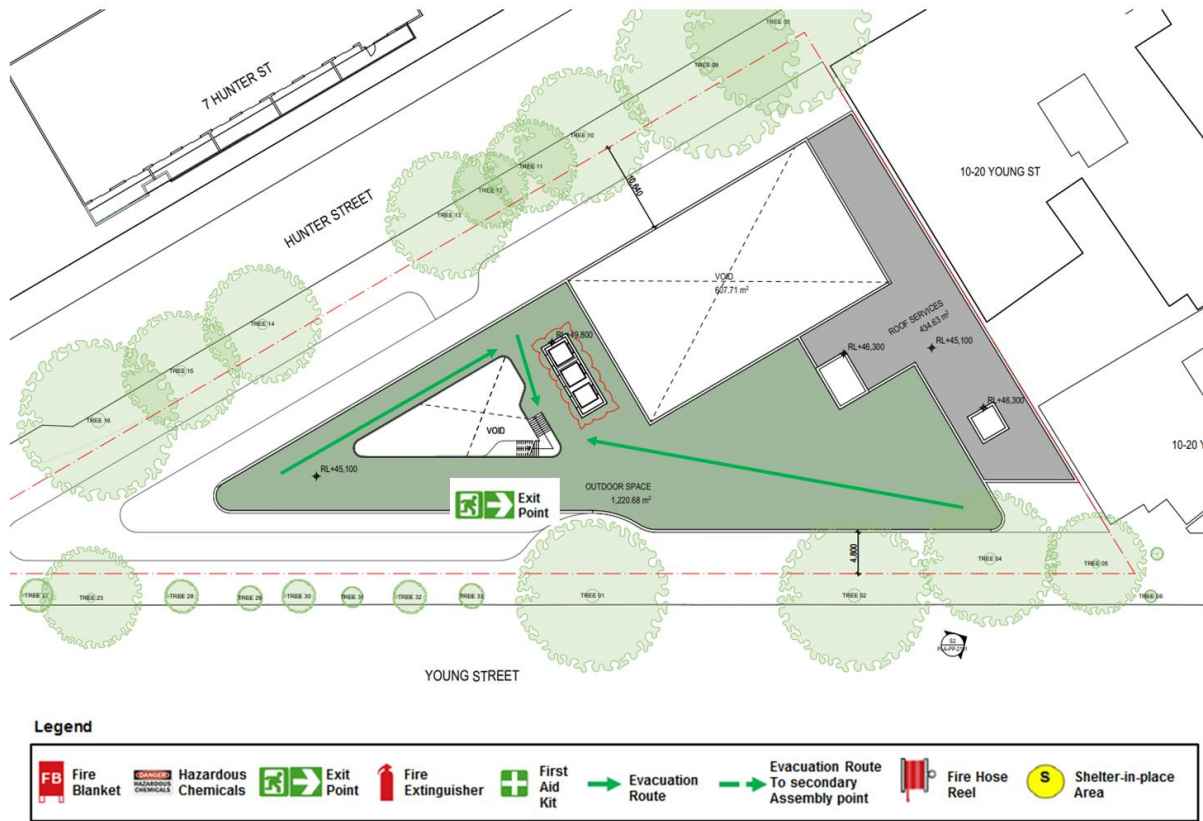 TREE 08
TREE 09
7 HUNTER ST
TREE 10
TREE 11
TREE 12
TREE 13
10,640
10-20 YOUNG ST
HUNTER STREET
VOID
607.71 m²
TREE 14
ROOF SERVICES
434.63 m²
RL+49,800
RL+45,100
RL+46,300
TREE 15
RL+46,300
TREE 16
VOID
10-20 Y
RL+45,100
OUTDOOR SPACE
1,220.68 m²
Exit
Point
4,800
TREE 04
TREE 05
TREE 23
TREE 28
TREE 29
TREE 30
TREE 31
TREE 32
TREE 33
TREE 01
TREE 02
S2
YOUNG STREET
Legend
FB
Fire
Blanket
DANGER
HAZARDOUS
CHEMICALS
Hazardous
Chemicals
Exit
Point
Fire
Extinguisher
First
Aid
Kit
Evacuation
Route
Evacuation Route
To secondary
Assembly point
Fire Hose
Reel
S
Shelter-in-place
Area